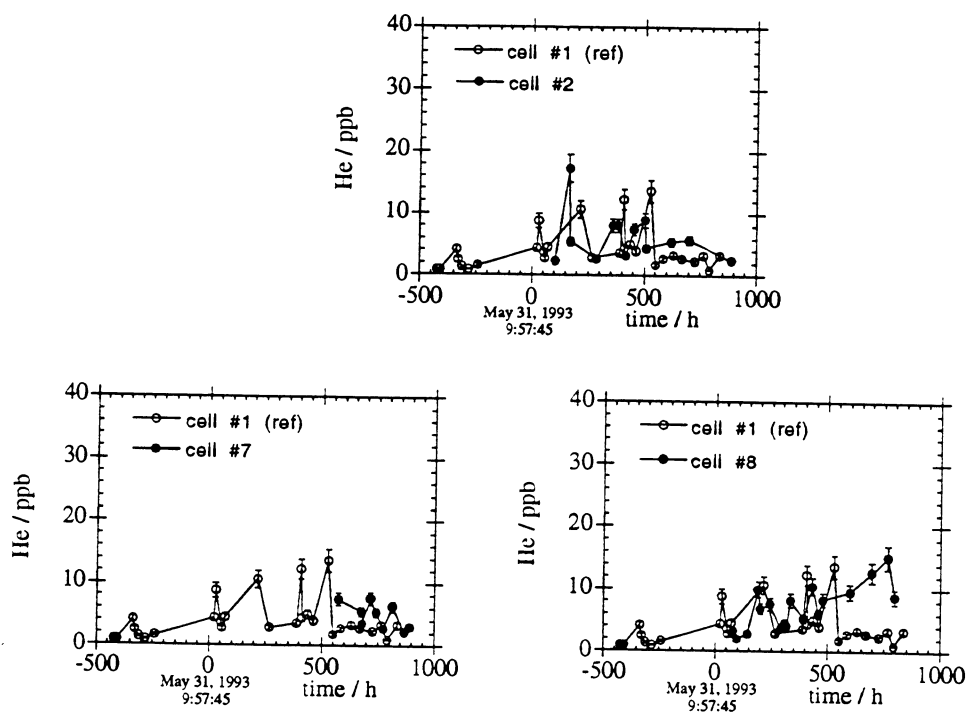 40
30
20
10
0
He / ppb
cell #1 (ref)
cell #2
-500 0 500 1000
May 31, 1993
9:57:45
time / h
40
30
20
10
0
He / ppb
cell #1 (ref)
cell #7
-500 0 500 1000
May 31, 1993
9:57:45
time / h
40
30
20
10
0
He / ppb
cell #1 (ref)
cell #8
-500 0 500 1000
May 31, 1993
9:57:45
time / h